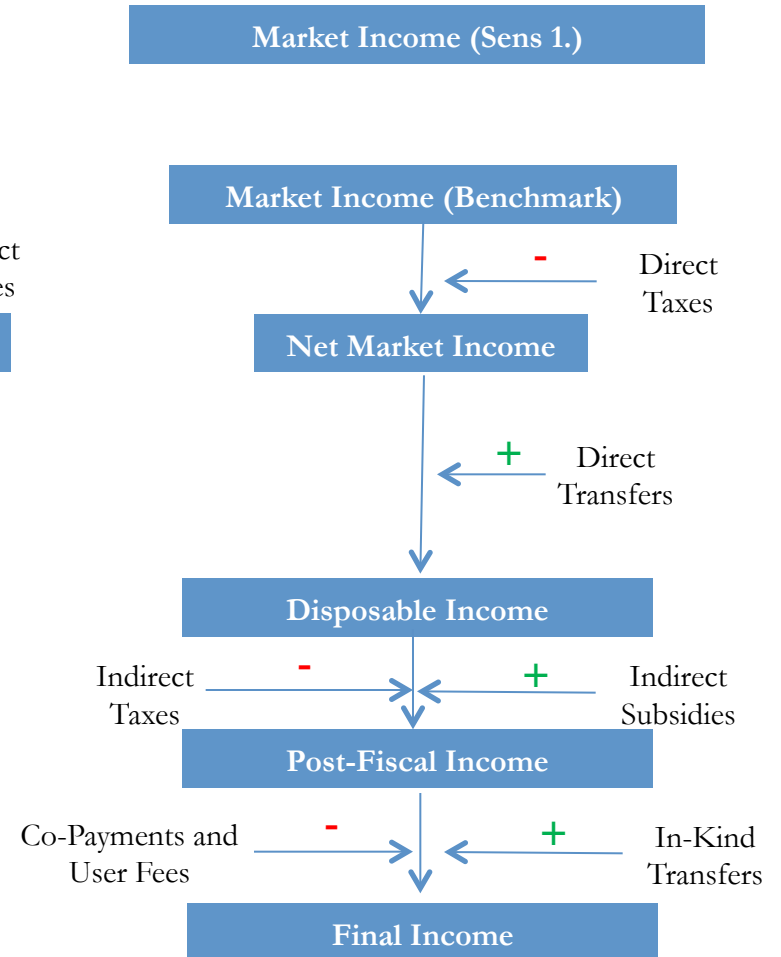 Market Income (Sens 1.)
Market Income (Benchmark)
-
Direct
Taxes
Net Market Income
+
Direct
Transfers
Disposable Income
Indirect
Taxes
-
+
Indirect
Subsidies
Post-Fiscal Income
Co-Payments and
User Fees
-
+
In-Kind
Transfers
Final Income